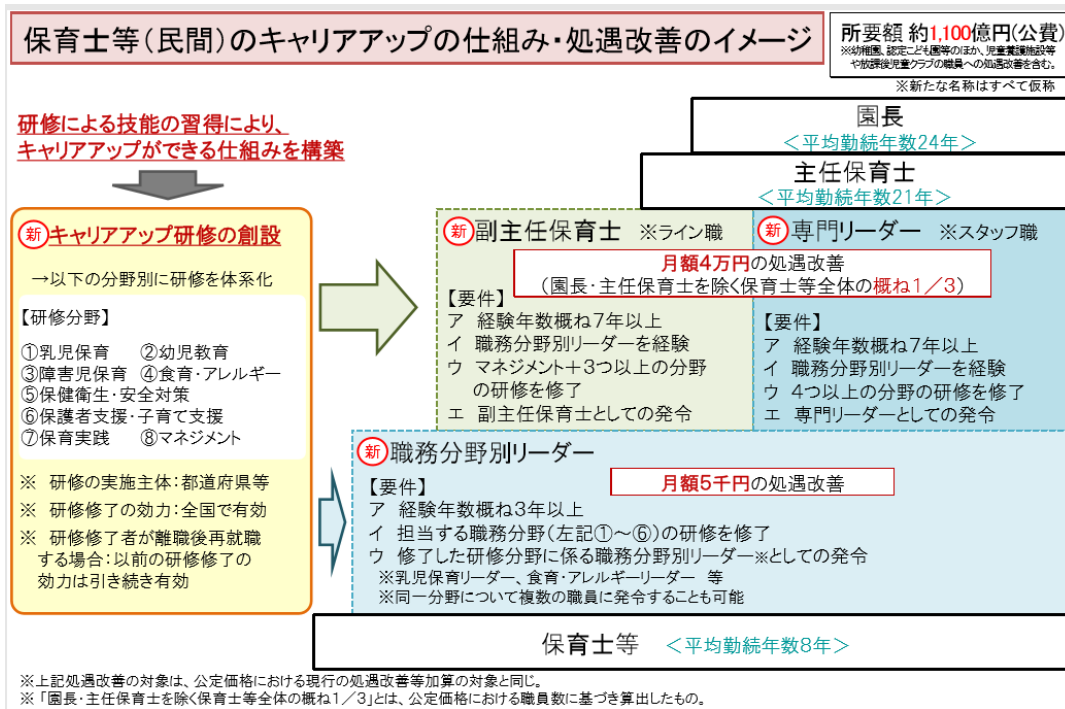 保育士等(民間)のキャリアアップの仕組み・処遇改善のイメージ
所要額 約1,100億円(公費)
※幼稚園、認定こども園等のほか、児童養護施設等
や放課後児童クラブの職員への処遇改善を含む。
※新たな名称はすべて仮称
研修による技能の習得により、
キャリアアップができる仕組みを構築
園長
<平均勤続年数24年>
主任保育士
<平均勤続年数21年>
新 キャリアアップ研修の創設
→以下の分野別に研修を体系化
【研修分野】
①乳児保育 ②幼児教育
③障害児保育 ④食育・アレルギー
⑤保健衛生・安全対策
⑥保護者支援・子育て支援
⑦保育実践 ⑧マネジメント
※ 研修の実施主体:都道府県等
※ 研修修了の効力:全国で有効
※ 研修修了者が離職後再就職
する場合:以前の研修修了の
効力は引き続き有効
新 副主任保育士 ※ライン職
新 専門リーダー ※スタッフ職
月額4万円の処遇改善
(園長・主任保育士を除く保育士等全体の概ね1/3)
【要件】
ア 経験年数概ね7年以上
イ 職務分野別リーダーを経験
ウ マネジメント+3つ以上の分野
の研修を修了
エ 副主任保育士としての発令
【要件】
ア 経験年数概ね7年以上
イ 職務分野別リーダーを経験
ウ 4つ以上の分野の研修を修了
エ 専門リーダーとしての発令
新 職務分野別リーダー
月額5千円の処遇改善
【要件】
ア 経験年数概ね3年以上
イ 担当する職務分野(左記①~⑥)の研修を修了
ウ 修了した研修分野に係る職務分野別リーダー※としての発令
※乳児保育リーダー、食育・アレルギーリーダー 等
※同一分野について複数の職員に発令することも可能
保育士等 <平均勤続年数8年>
※上記処遇改善の対象は、公定価格における現行の処遇改善等加算の対象と同じ。
※「園長・主任保育士を除く保育士等全体の概ね1/3」とは、公定価格における職員数に基づき算出したもの。